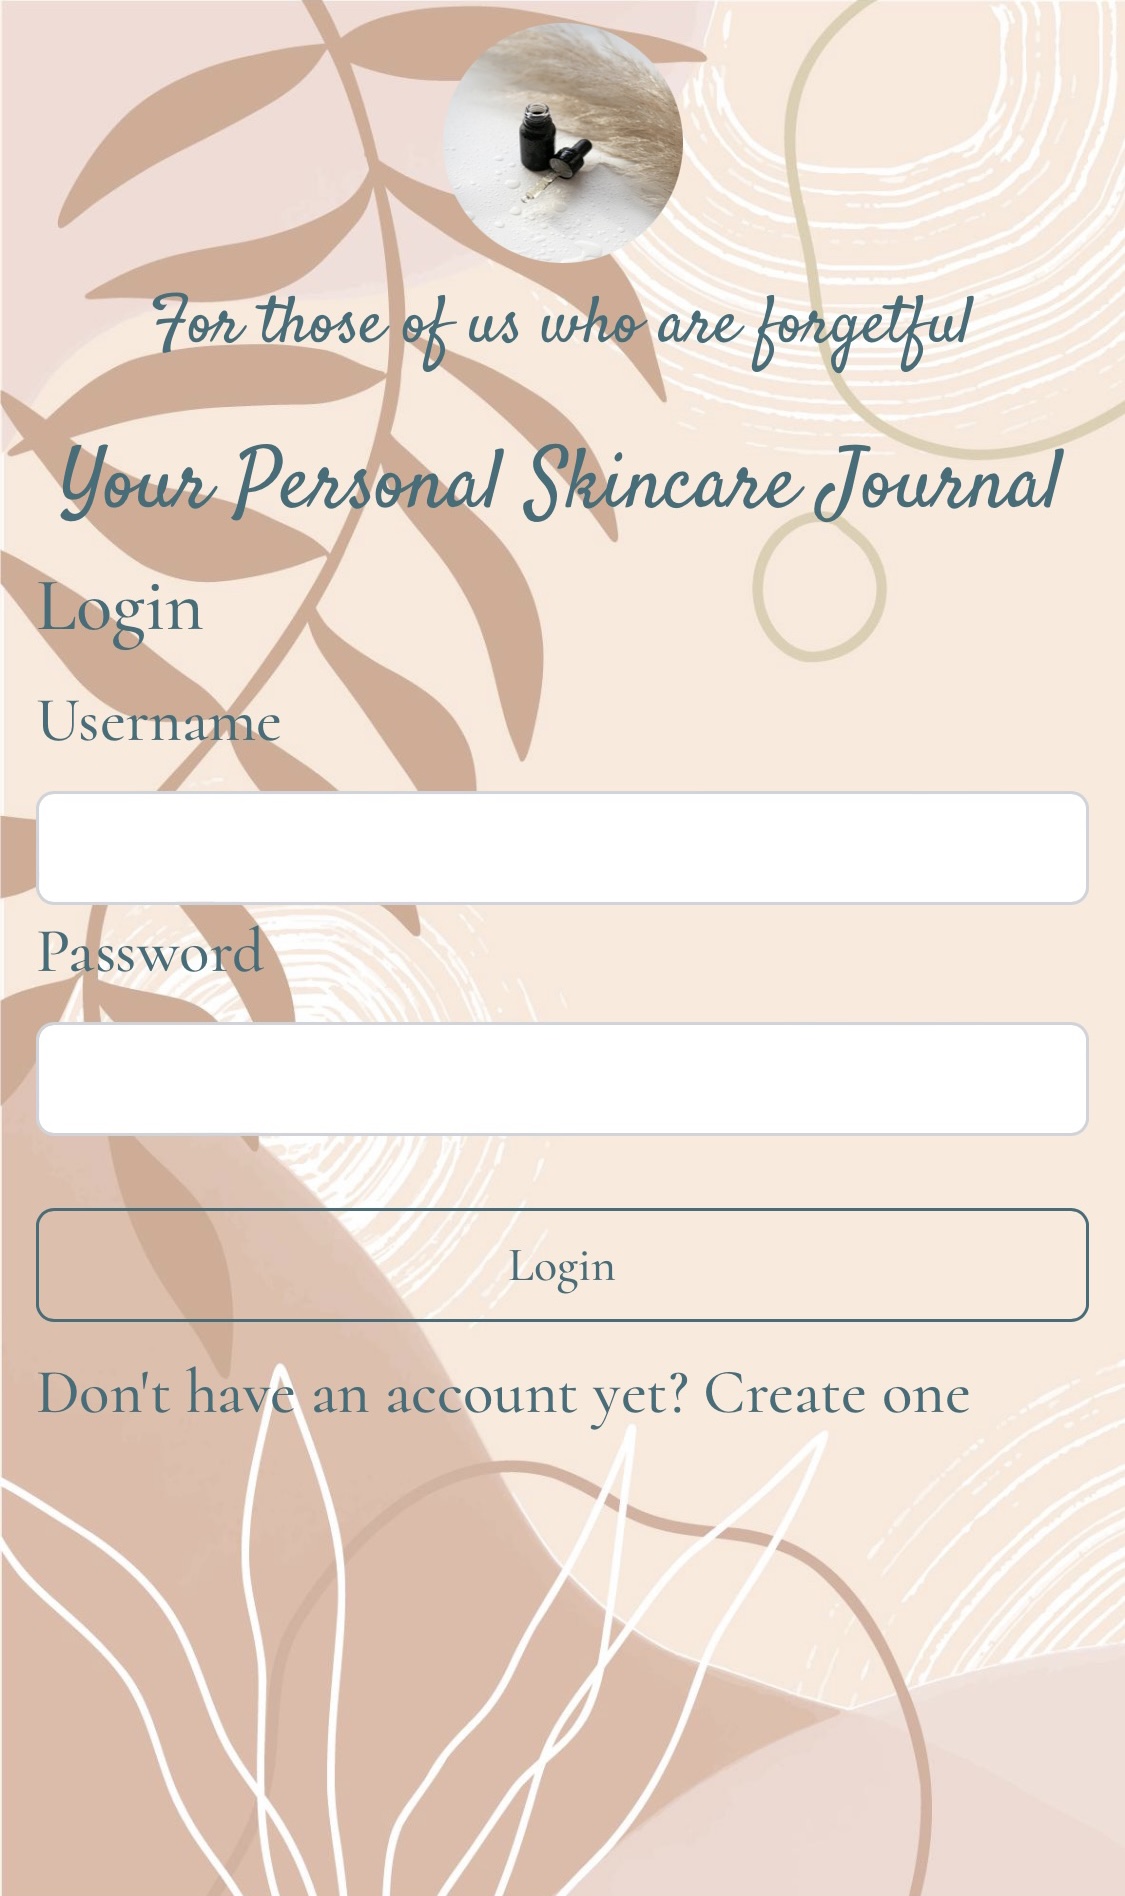 For those of us who are forgetful
Your Personal Skincare Journal
Login
Username
Password
Login
Don't have an account yet? Create one